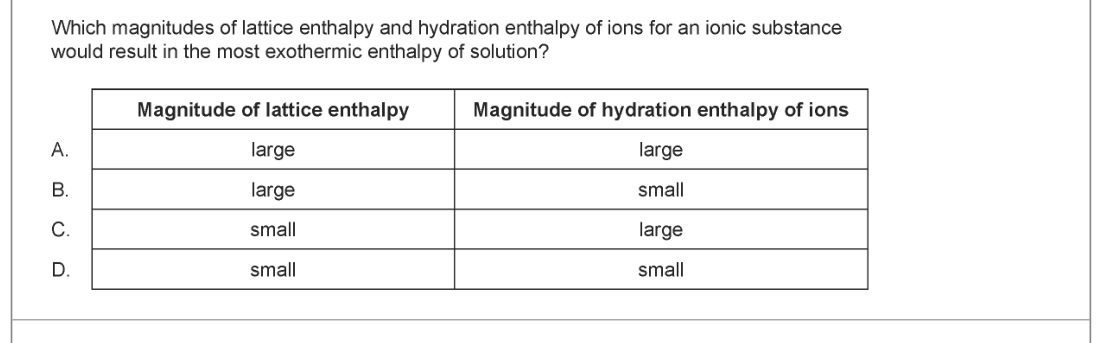 Which magnitudes of lattice enthalpy and hydration enthalpy of ions for an ionic substance
would result in the most exothermic enthalpy of solution?
Magnitude of lattice enthalpy Magnitude of hydration enthalpy of ions
A. large large
B. large small
C. small large
D. small small